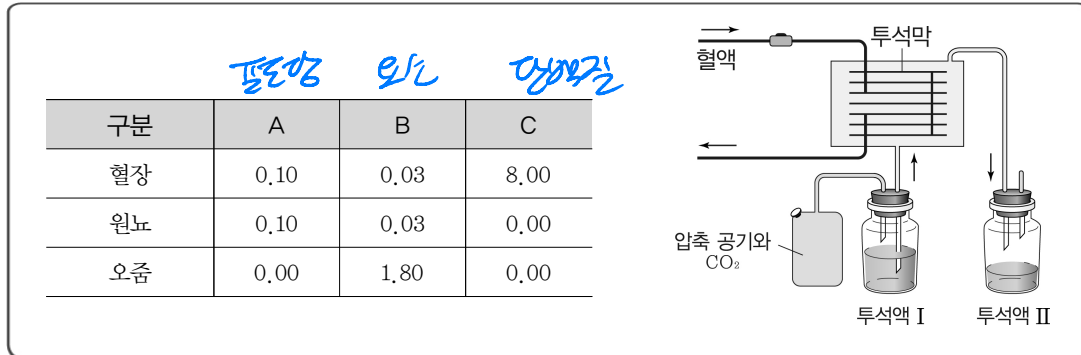 포도당 요소 단백질
구분 A B C
혈장 0.10 0.03 8.00
원뇨 0.10 0.03 0.00
오줌 0.00 1.80 0.00
투석막
혈액
압축 공기와
CO₂
투석액 Ⅰ
투석액 Ⅱ